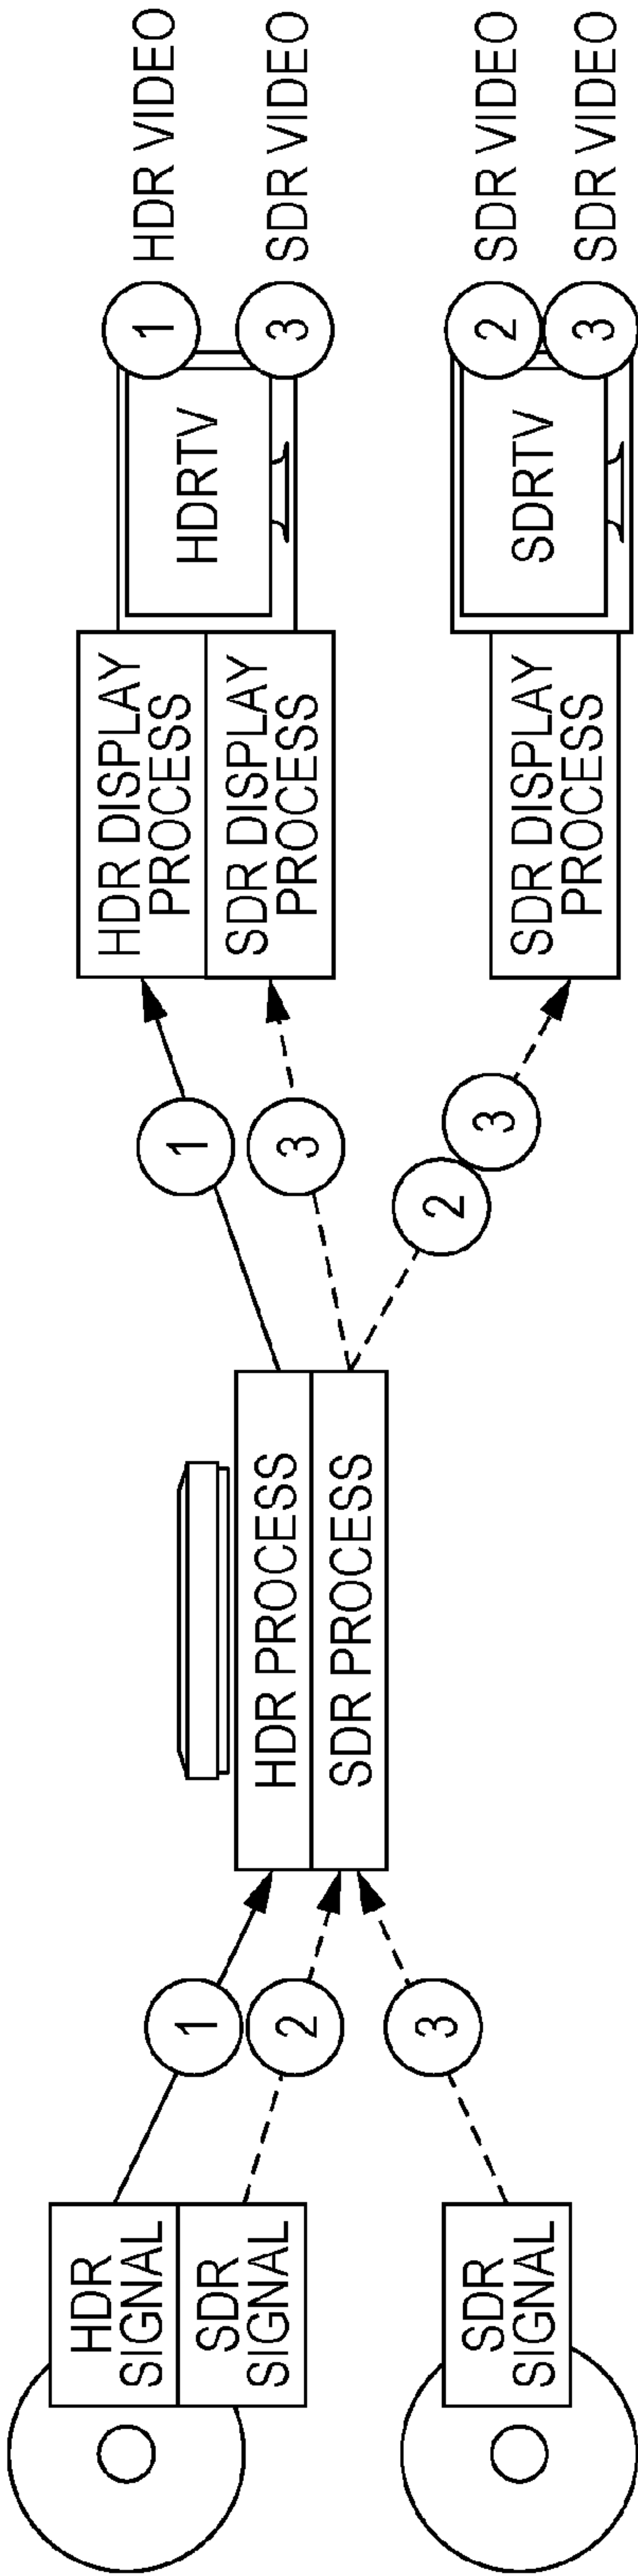 HDR
SIGNAL
SDR
SIGNAL
SDR
SIGNAL
1
2
3
HDR PROCESS
SDR PROCESS
1
3
2
3
HDR DISPLAY
PROCESS
SDR DISPLAY
PROCESS
SDR DISPLAY
PROCESS
HDRTV
SDRTV
1
3
2
3
HDR VIDEO
SDR VIDEO
SDR VIDEO
SDR VIDEO